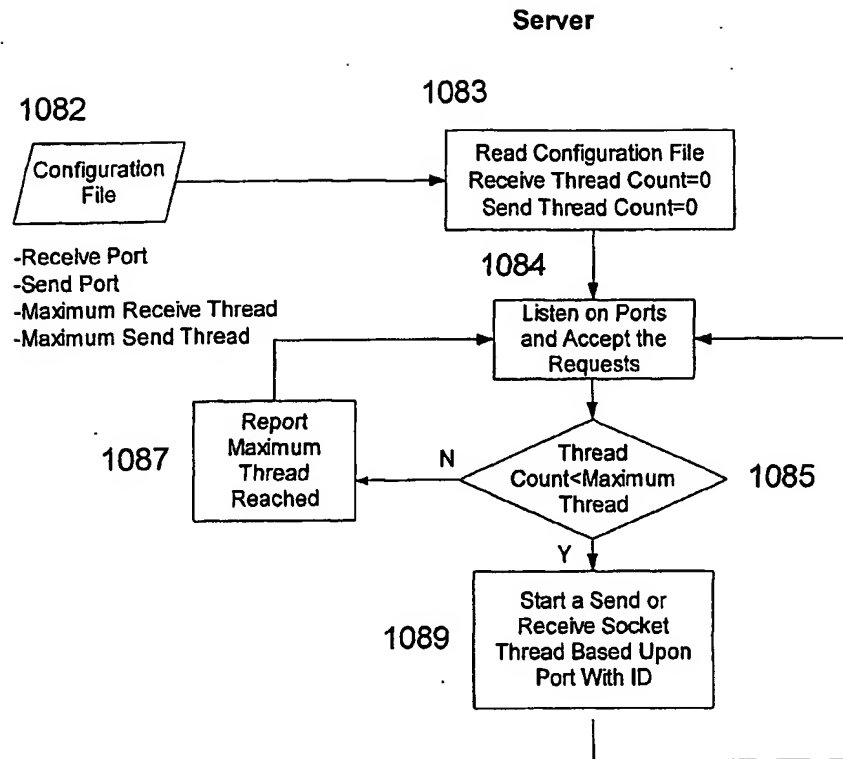 Server
1082
1083
Configuration
File
Read Configuration File
Receive Thread Count=0
Send Thread Count=0
-Receive Port
-Send Port
-Maximum Receive Thread
-Maximum Send Thread
1084
Listen on Ports
and Accept the
Requests
Report
Maximum
Thread
Reached
1087
N
Thread
Count<Maximum
Thread
1085
Y
1089
Start a Send or
Receive Socket
Thread Based Upon
Port With ID